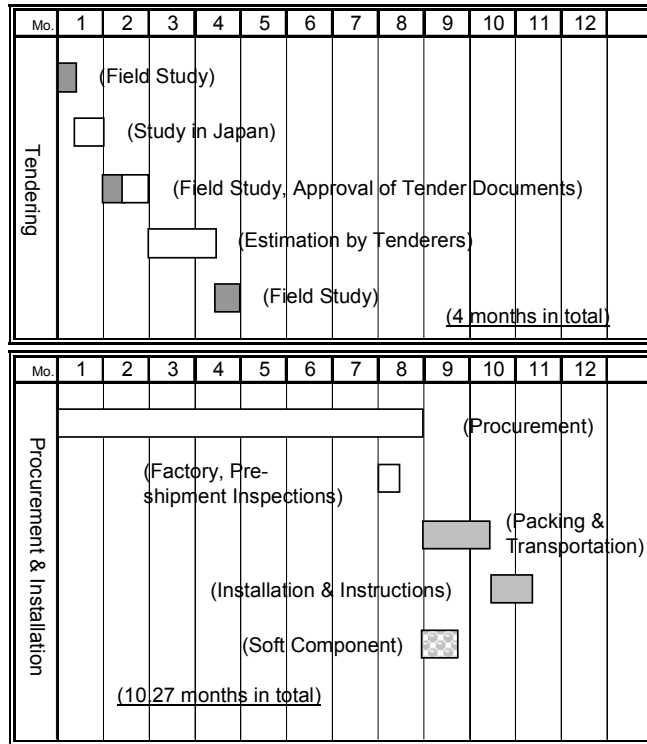 Mo. 1 2 3 4 5 6 7 8 9 10 11 12
Tendering
(Field Study)
(Study in Japan)
(Field Study, Approval of Tender Documents)
(Estimation by Tenderers)
(Field Study)
(4 months in total)
Mo. 1 2 3 4 5 6 7 8 9 10 11 12
Procurement & Installation
(Procurement)
(Factory, Pre-
shipment Inspections)
(Packing &
Transportation)
(Installation & Instructions)
(Soft Component)
(10.27 months in total)